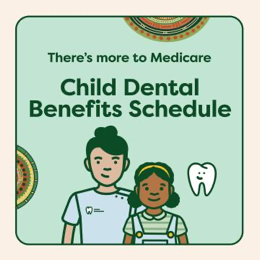 There's more to Medicare
Child Dental
Benefits Schedule